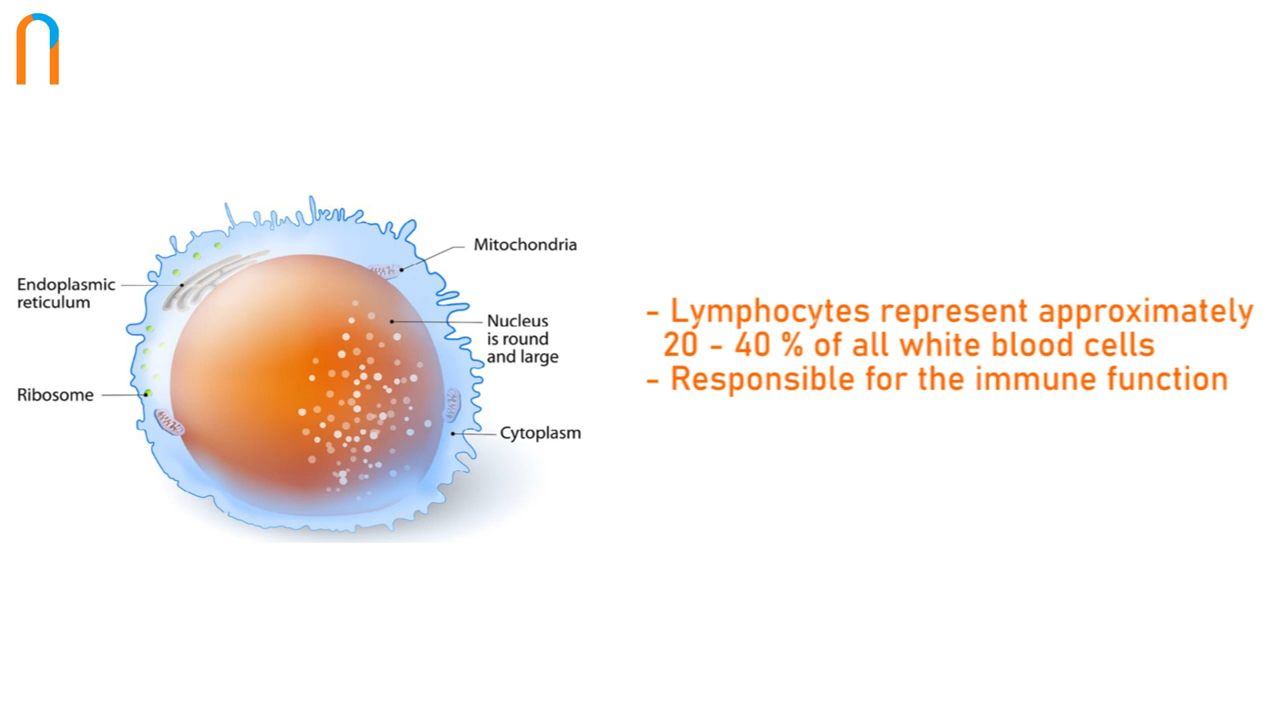 Endoplasmic
reticulum
Ribosome
Mitochondria
Nucleus
is round
and large
Cytoplasm
- Lymphocytes represent approximately
20 - 40 % of all white blood cells
- Responsible for the immune function